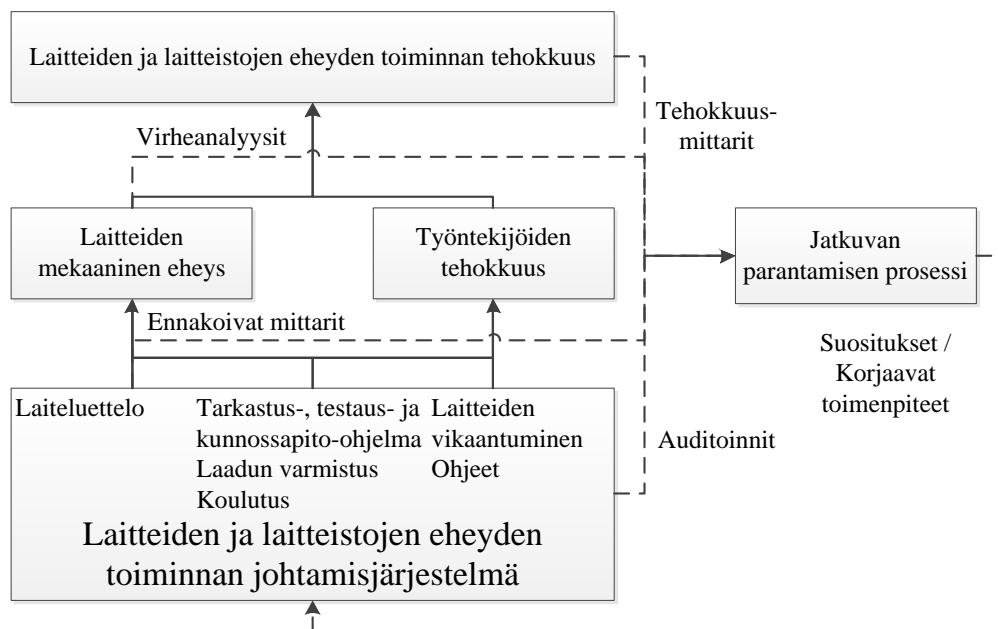 Laitteiden ja laitteistojen eheyden toiminnan tehokkuus
Tehokkuus-
mittarit
Virheanalyysit
Laitteiden
mekaaninen eheys
Työntekijöiden
tehokkuus
Jatkuvan
parantamisen prosessi
Ennakoivat mittarit
Suositukset /
Korjaavat
toimenpiteet
Laiteluettelo
Tarkastus-, testaus- ja
kunnossapito-ohjelma
Laadun varmistus
Koulutus
Laitteiden
vikaantuminen
Ohjeet
Auditoinnit
Laitteiden ja laitteistojen eheyden
toiminnan johtamisjärjestelmä